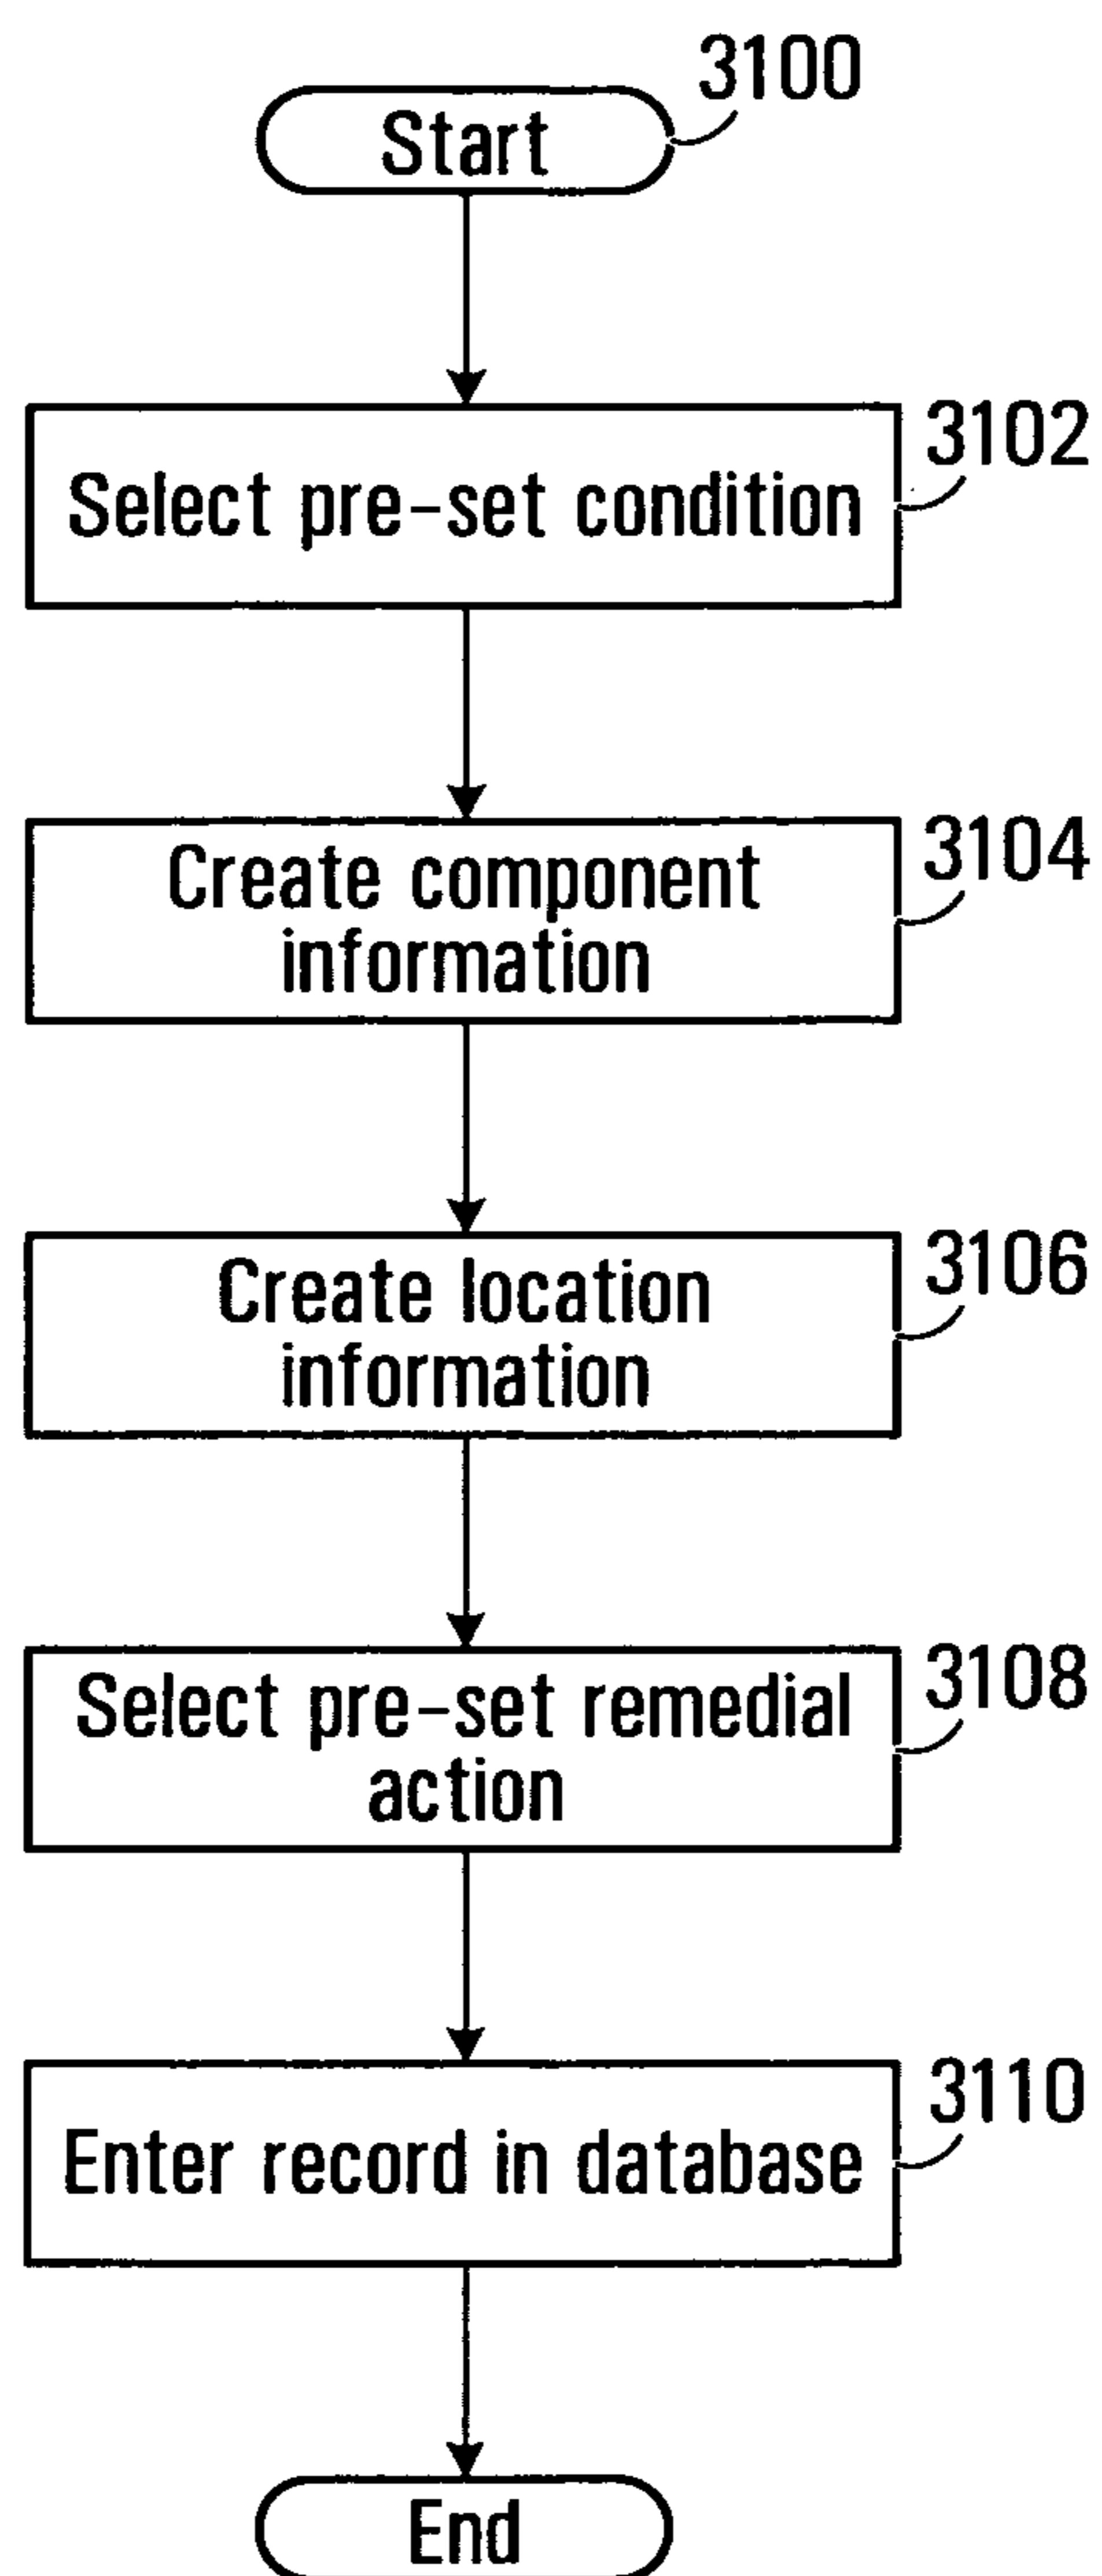 3100
Start
3102
Select pre-set condition
3104
Create component
information
3106
Create location
information
3108
Select pre-set remedial
action
3110
Enter record in database
End